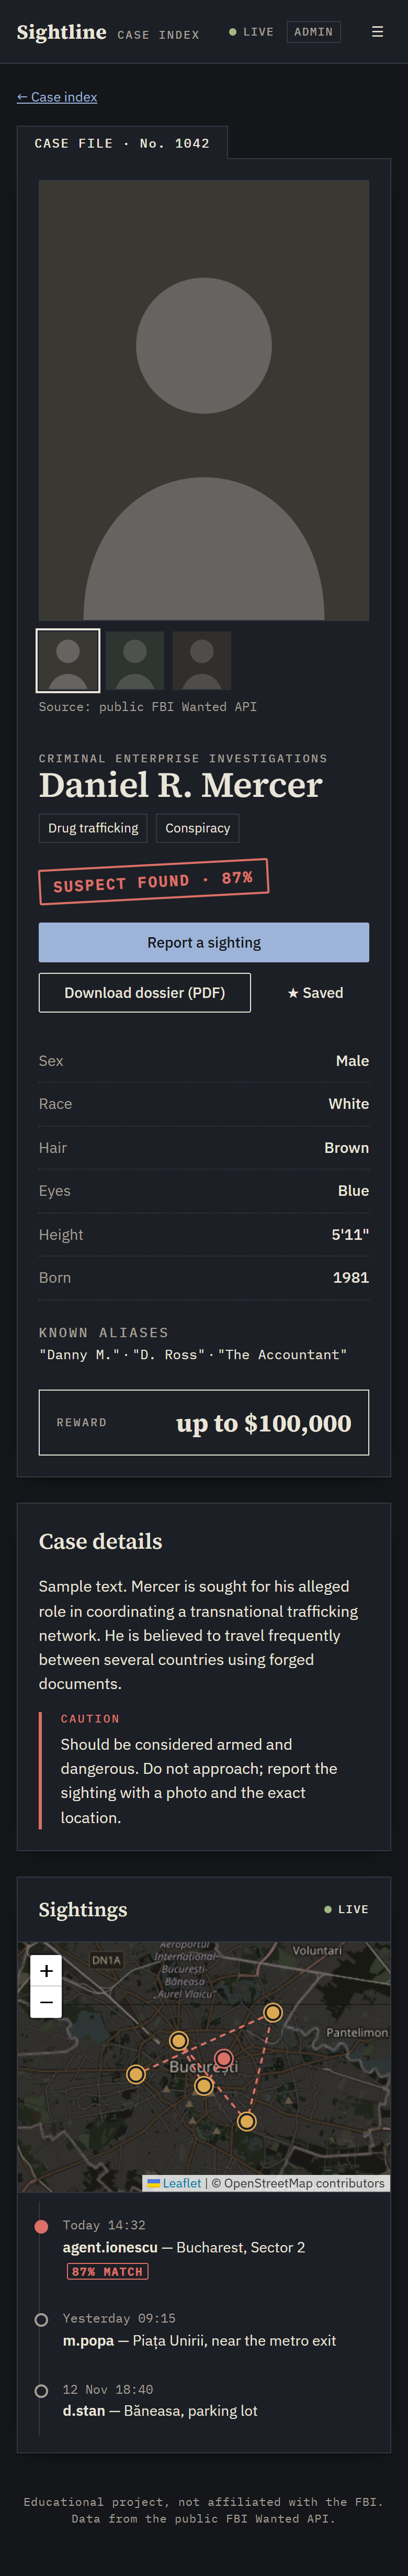 Sightline CASE INDEX LIVE ADMIN ☰
← Case index
CASE FILE · No. 1042
Source: public FBI Wanted API
CRIMINAL ENTERPRISE INVESTIGATIONS
Daniel R. Mercer
Drug trafficking Conspiracy
SUSPECT FOUND · 87%
Report a sighting
Download dossier (PDF) ★ Saved
Sex Male
Race White
Hair Brown
Eyes Blue
Height 5'11"
Born 1981
KNOWN ALIASES
"Danny M." · "D. Ross" · "The Accountant"
REWARD up to $100,000
Case details
Sample text. Mercer is sought for his alleged
role in coordinating a transnational trafficking
network. He is believed to travel frequently
between several countries using forged
documents.
CAUTION
Should be considered armed and
dangerous. Do not approach; report the
sighting with a photo and the exact
location.
Sightings LIVE
Aeroportul
Internațional
București-
Băneasa
„Aurel Vlaicu”
DN1A
Voluntari
+
−
Pantelimon
București
Leaflet | © OpenStreetMap contributors
Today 14:32
agent.ionescu — Bucharest, Sector 2
87% MATCH
Yesterday 09:15
m.popa — Piața Unirii, near the metro exit
12 Nov 18:40
d.stan — Băneasa, parking lot
Educational project, not affiliated with the FBI.
Data from the public FBI Wanted API.